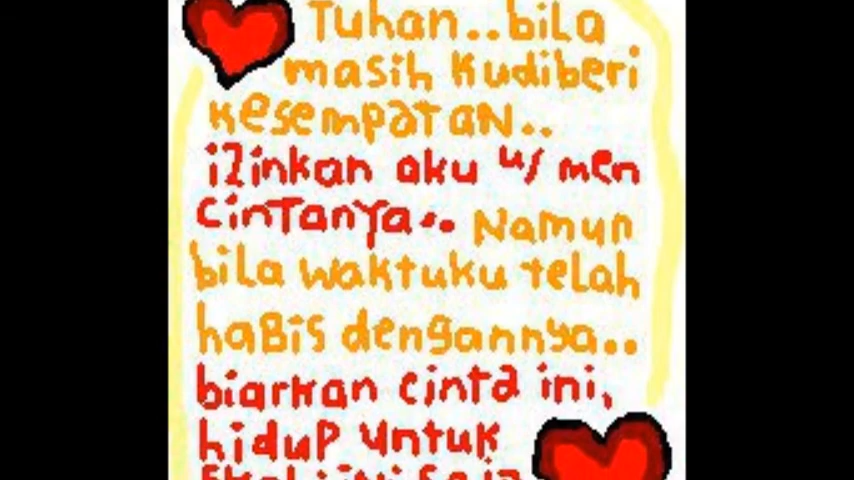 Tuhan..bila
masih kudiberi
kesempatan..
izinkan aku u/ men
cintanya..Namun
bila waktuku telah
haBis dengannya..
biarkan cinta ini,
hidup untuk